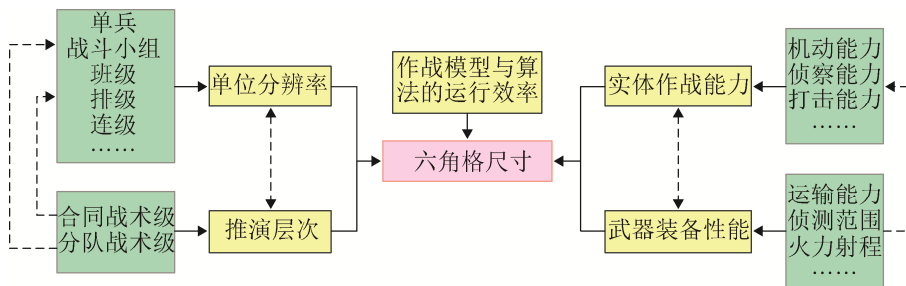 单兵
战斗小组
班级
排级
连级
……
合同战术级
分队战术级
单位分辨率
推演层次
作战模型与算
法的运行效率
六角格尺寸
实体作战能力
武器装备性能
机动能力
侦察能力
打击能力
……
运输能力
侦测范围
火力射程
……